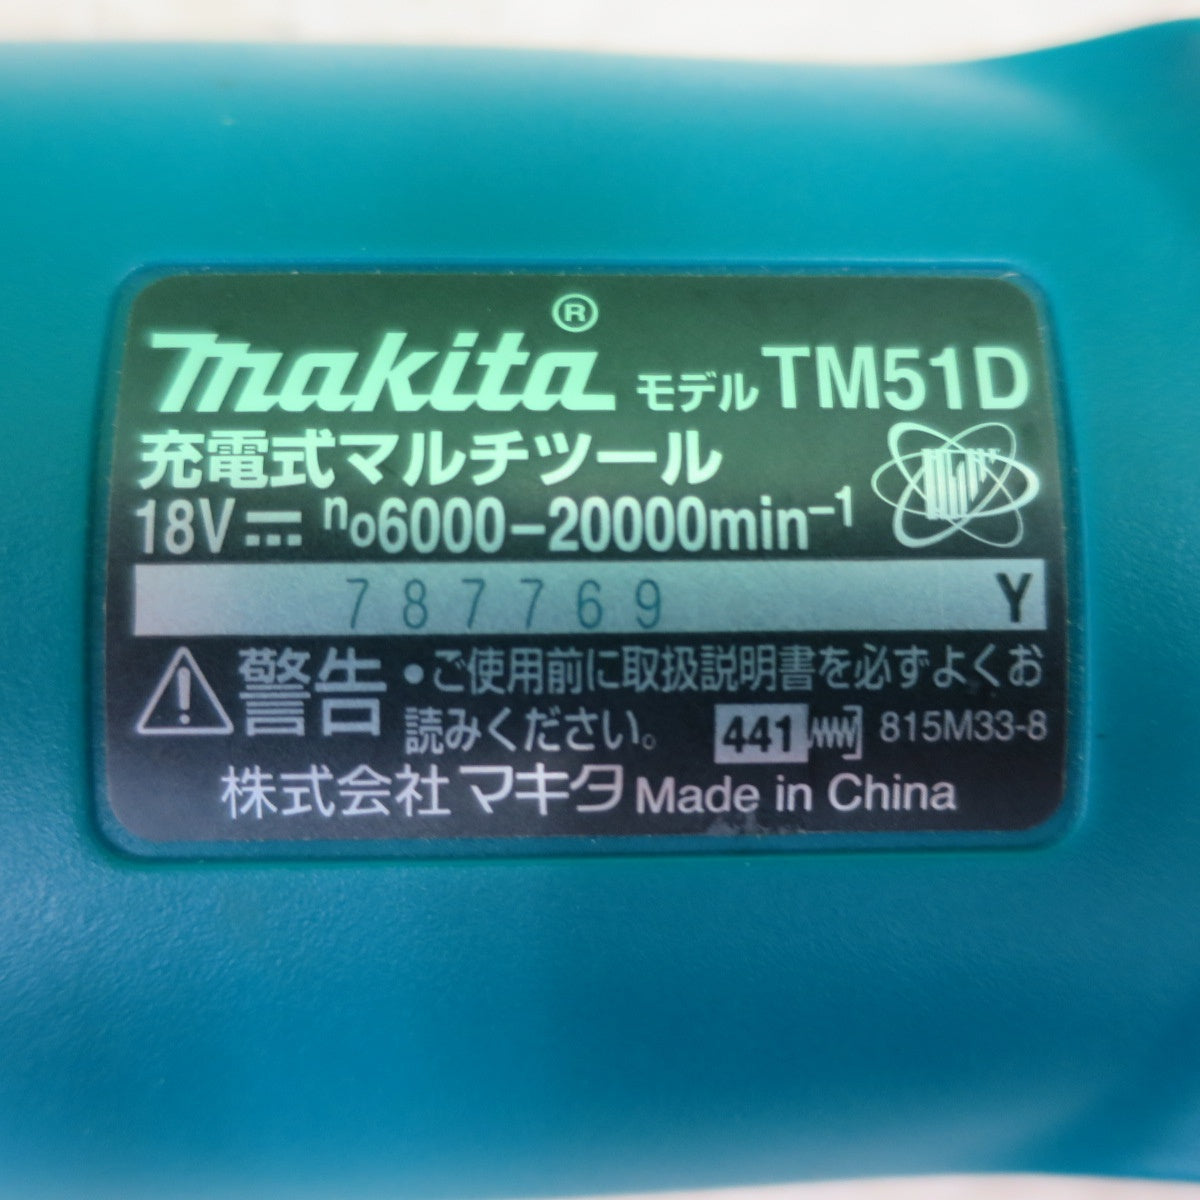 makita® モデル TM51D
充電式マルチツール
18V⎓ n₀6000-20000min⁻¹
787769 Y
⚠警告 •ご使用前に取扱説明書を必ずよくお
読みください。 441 815M33-8
株式会社マキタ Made in China